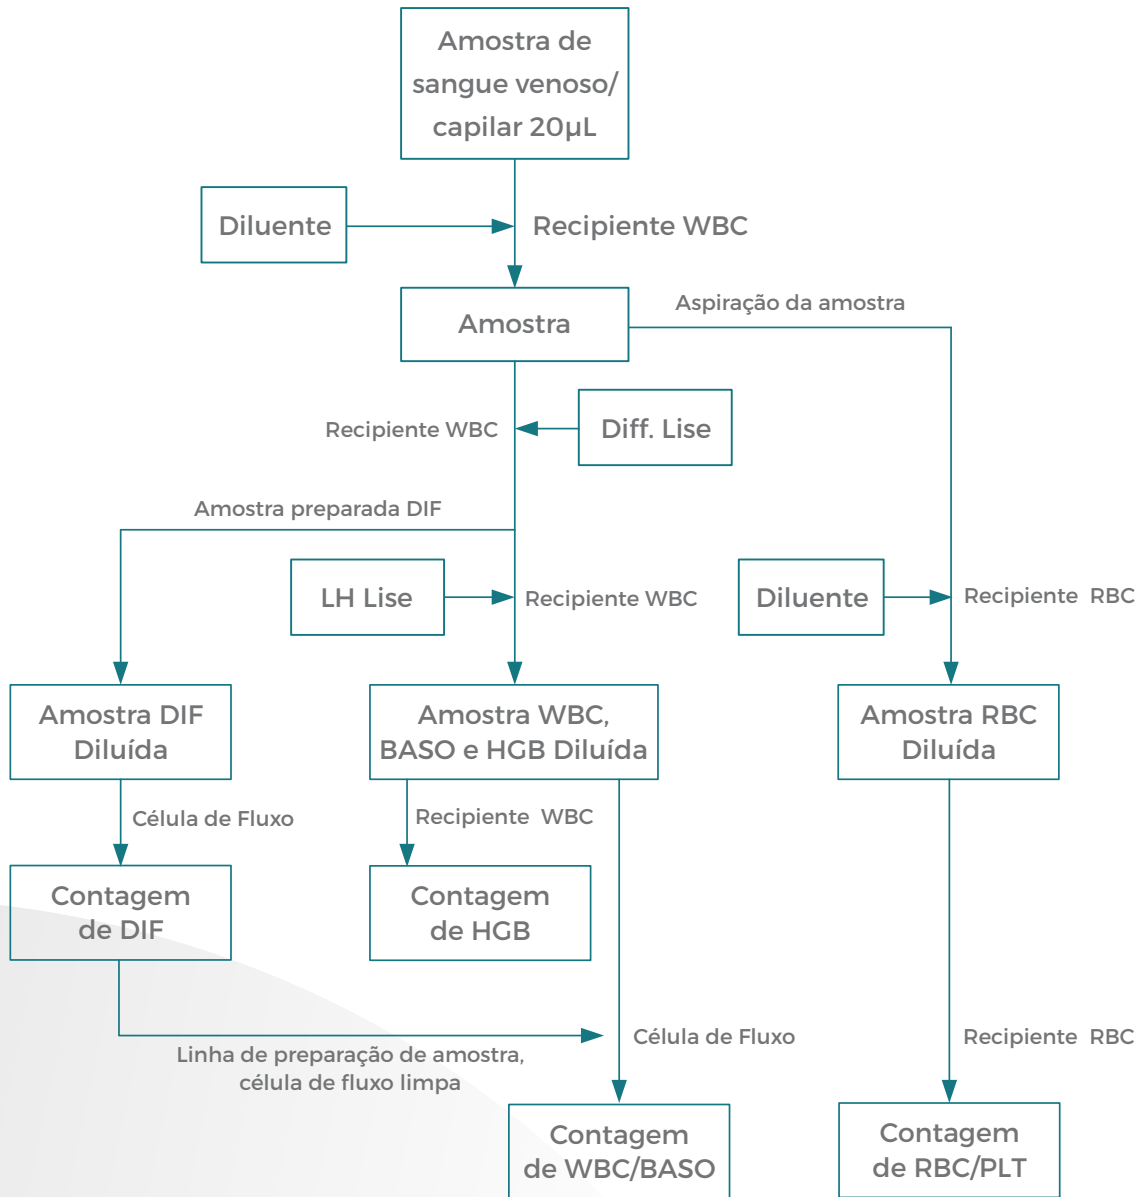 Amostra de
sangue venoso/
capilar 20µL
Diluente
Recipiente WBC
Aspiração da amostra
Amostra
Recipiente WBC
Diff. Lise
Amostra preparada DIF
LH Lise
Recipiente WBC
Diluente
Recipiente RBC
Amostra DIF
Diluída
Amostra WBC,
BASO e HGB Diluída
Amostra RBC
Diluída
Célula de Fluxo
Recipiente WBC
Contagem
de DIF
Contagem
de HGB
Linha de preparação de amostra,
célula de fluxo limpa
Célula de Fluxo
Recipiente RBC
Contagem
de WBC/BASO
Contagem
de RBC/PLT